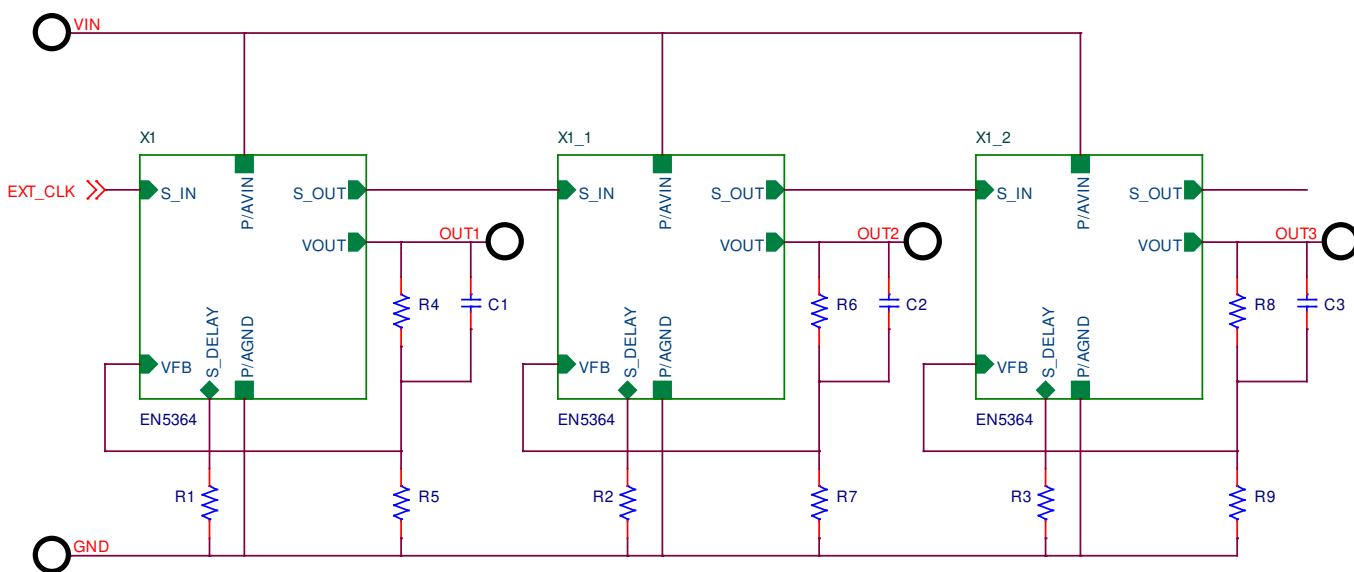 VIN
X1
X1_1
X1_2
EXT_CLK
S_IN
P/AVIN
S_OUT
S_IN
P/AVIN
S_OUT
S_IN
P/AVIN
S_OUT
VOUT
OUT1
VOUT
OUT2
VOUT
OUT3
R4
C1
R6
C2
R8
C3
VFB
S_DELAY
P/AGND
VFB
S_DELAY
P/AGND
VFB
S_DELAY
P/AGND
EN5364
EN5364
EN5364
R1
R5
R2
R7
R3
R9
GND